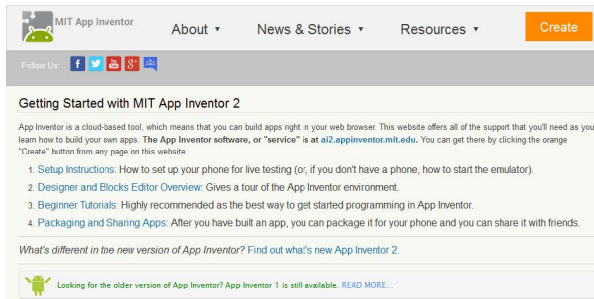 MIT App Inventor
About ▾ News & Stories ▾ Resources ▾ Create
Follow Us:
Getting Started with MIT App Inventor 2
App Inventor is a cloud-based tool, which means that you can build apps right in your web browser. This website offers all of the support that you'll need as you
learn how to build your own apps. The App Inventor software, or "service" is at ai2.appinventor.mit.edu. You can get there by clicking the orange
"Create" button from any page on this website
1. Setup Instructions: How to set up your phone for live testing (or, if you don't have a phone, how to start the emulator).
2. Designer and Blocks Editor Overview: Gives a tour of the App Inventor environment.
3. Beginner Tutorials: Highly recommended as the best way to get started programming in App Inventor.
4. Packaging and Sharing Apps: After you have built an app, you can package it for your phone and you can share it with friends.
What's different in the new version of App Inventor? Find out what's new App Inventor 2.
Looking for the older version of App Inventor? App Inventor 1 is still available. READ MORE...